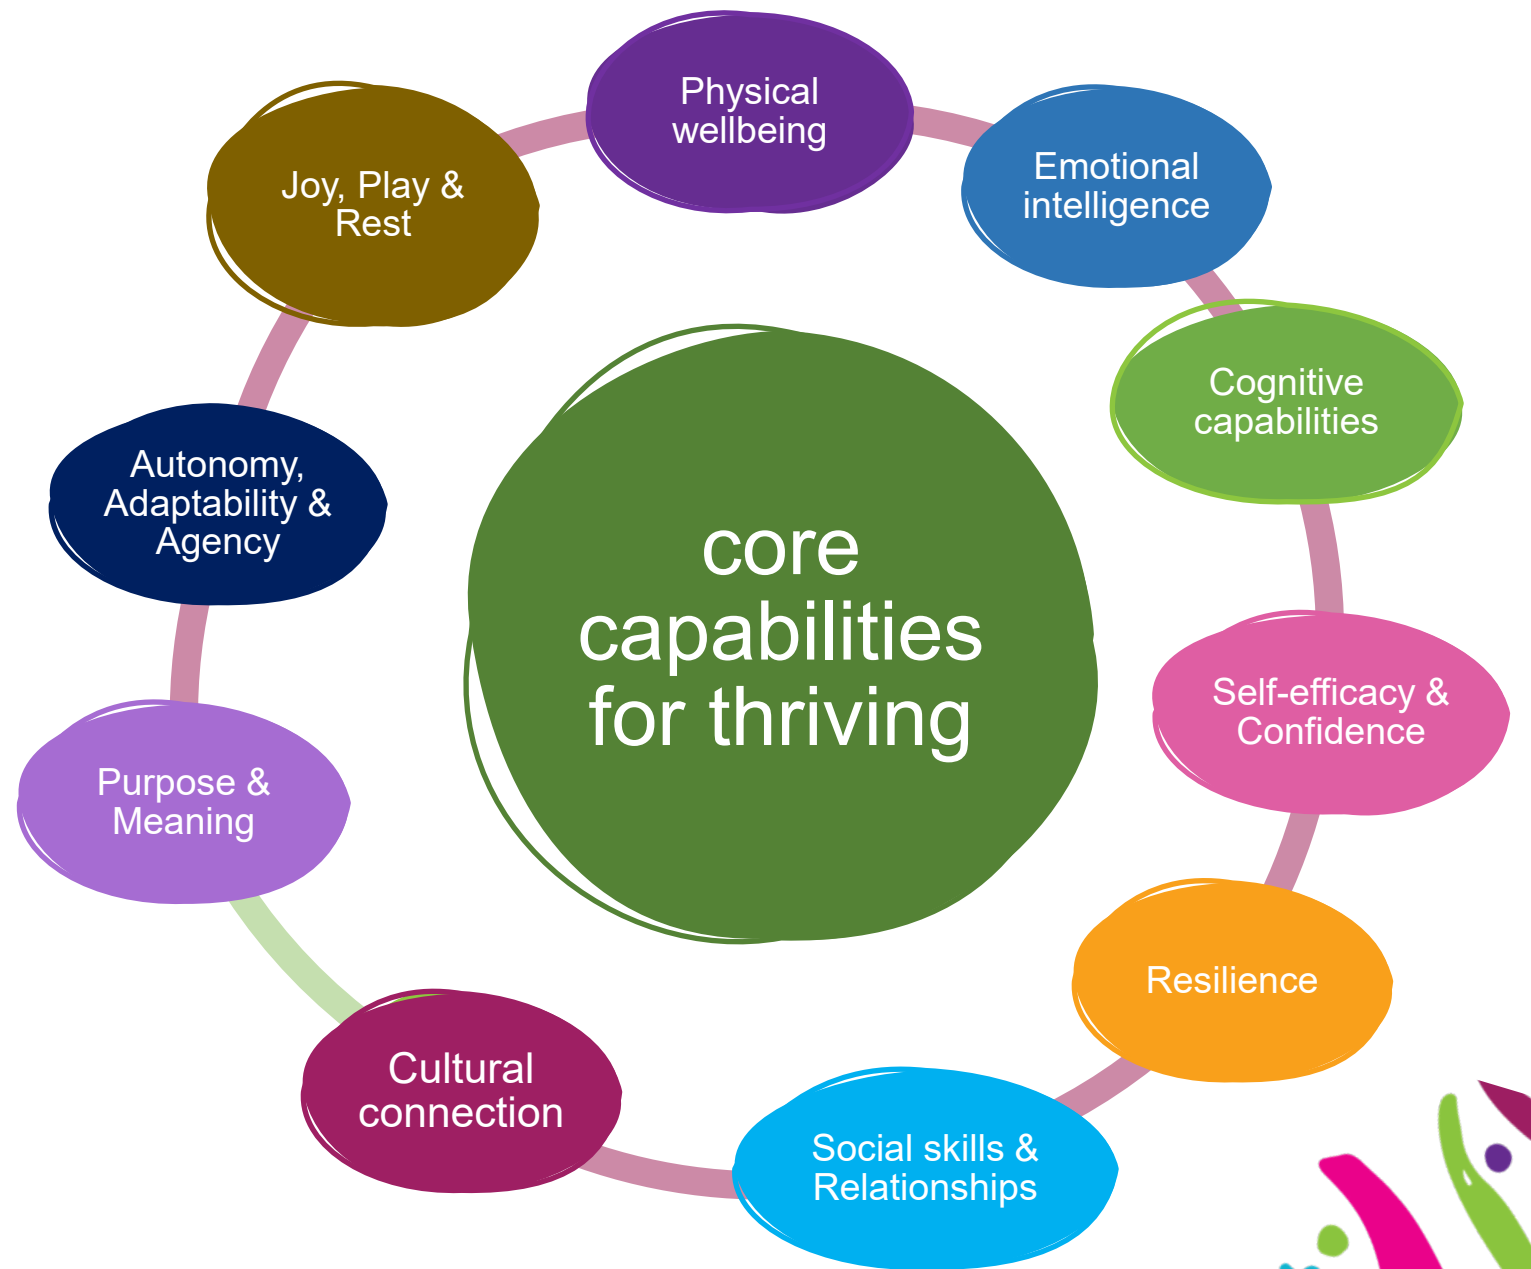 Physical
wellbeing
Emotional
intelligence
Cognitive
capabilities
Self-efficacy &
Confidence
Resilience
Social skills &
Relationships
Cultural
connection
Purpose &
Meaning
Autonomy,
Adaptability &
Agency
Joy, Play &
Rest
core
capabilities
for thriving